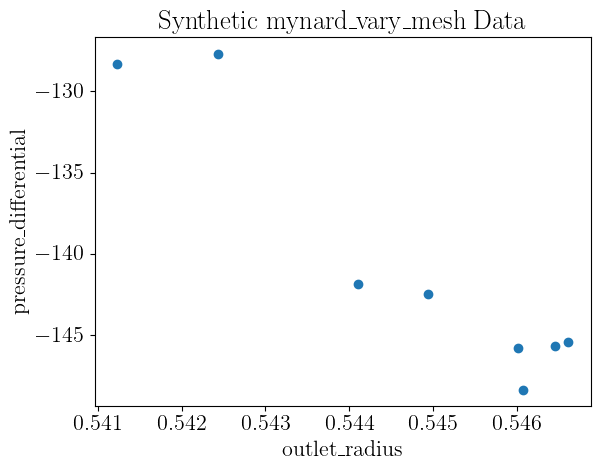 Synthetic mynard_vary_mesh Data
pressure_differential
−130
−135
−140
−145
0.541 0.542 0.543 0.544 0.545 0.546
outlet_radius